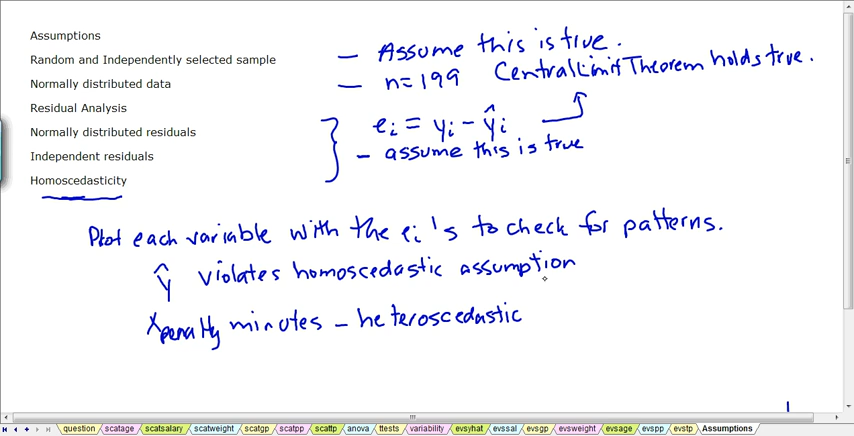 Assumptions
Random and Independently selected sample — Assume this is true.
Normally distributed data — n=199 Central Limit Theorem holds true.
Residual Analysis
eᵢ = yᵢ - ŷᵢ
Normally distributed residuals
— assume this is true
Independent residuals
Homoscedasticity
Plot each variable with the eᵢ's to check for patterns.
Ŷ violates homoscedastic assumption
Xpenalty minutes - heteroscedastic
question scatage scatsalary scatweight scatgp scatpp scattp anova ttests variability evsyhat evssal evsgp evsweight evsage evspp evstp Assumptions